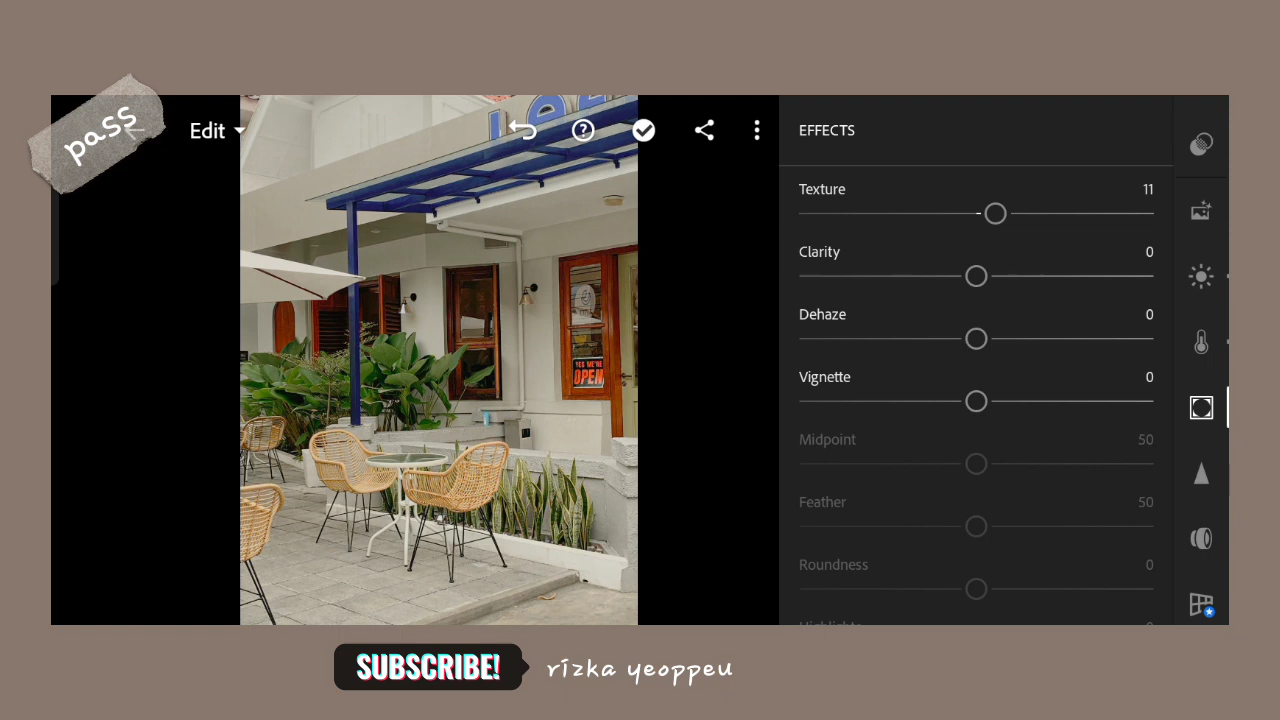 pass
Edit
EFFECTS
Texture 11
Clarity 0
Dehaze 0
Vignette 0
Midpoint 50
Feather 50
Roundness 0
YES WE'RE
OPEN
SUBSCRIBE!
rizka yeoppeu